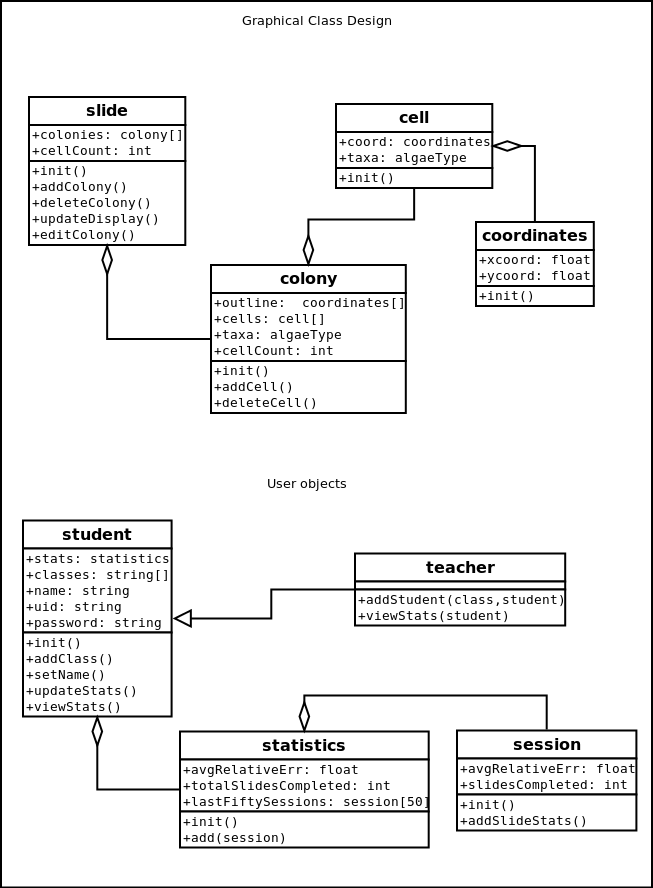 Graphical Class Design
slide
+colonies: colony[]
+cellCount: int
+init()
+addColony()
+deleteColony()
+updateDisplay()
+editColony()
cell
+coord: coordinates
+taxa: algaeType
+init()
coordinates
+xcoord: float
+ycoord: float
+init()
colony
+outline:  coordinates[]
+cells: cell[]
+taxa: algaeType
+cellCount: int
+init()
+addCell()
+deleteCell()
User objects
student
+stats: statistics
+classes: string[]
+name: string
+uid: string
+password: string
+init()
+addClass()
+setName()
+updateStats()
+viewStats()
teacher
+addStudent(class,student)
+viewStats(student)
statistics
+avgRelativeErr: float
+totalSlidesCompleted: int
+lastFiftySessions: session[50]
+init()
+add(session)
session
+avgRelativeErr: float
+slidesCompleted: int
+init()
+addSlideStats()